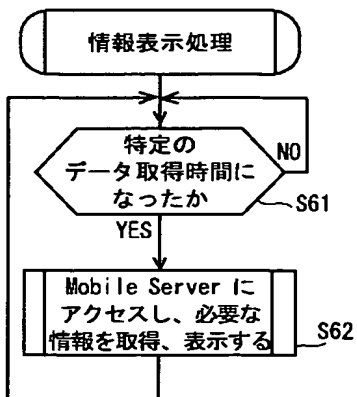 情報表示処理
特定の
データ取得時間に
なったか
NO
S61
YES
Mobile Server に
アクセスし、必要な
情報を取得、表示する
S62